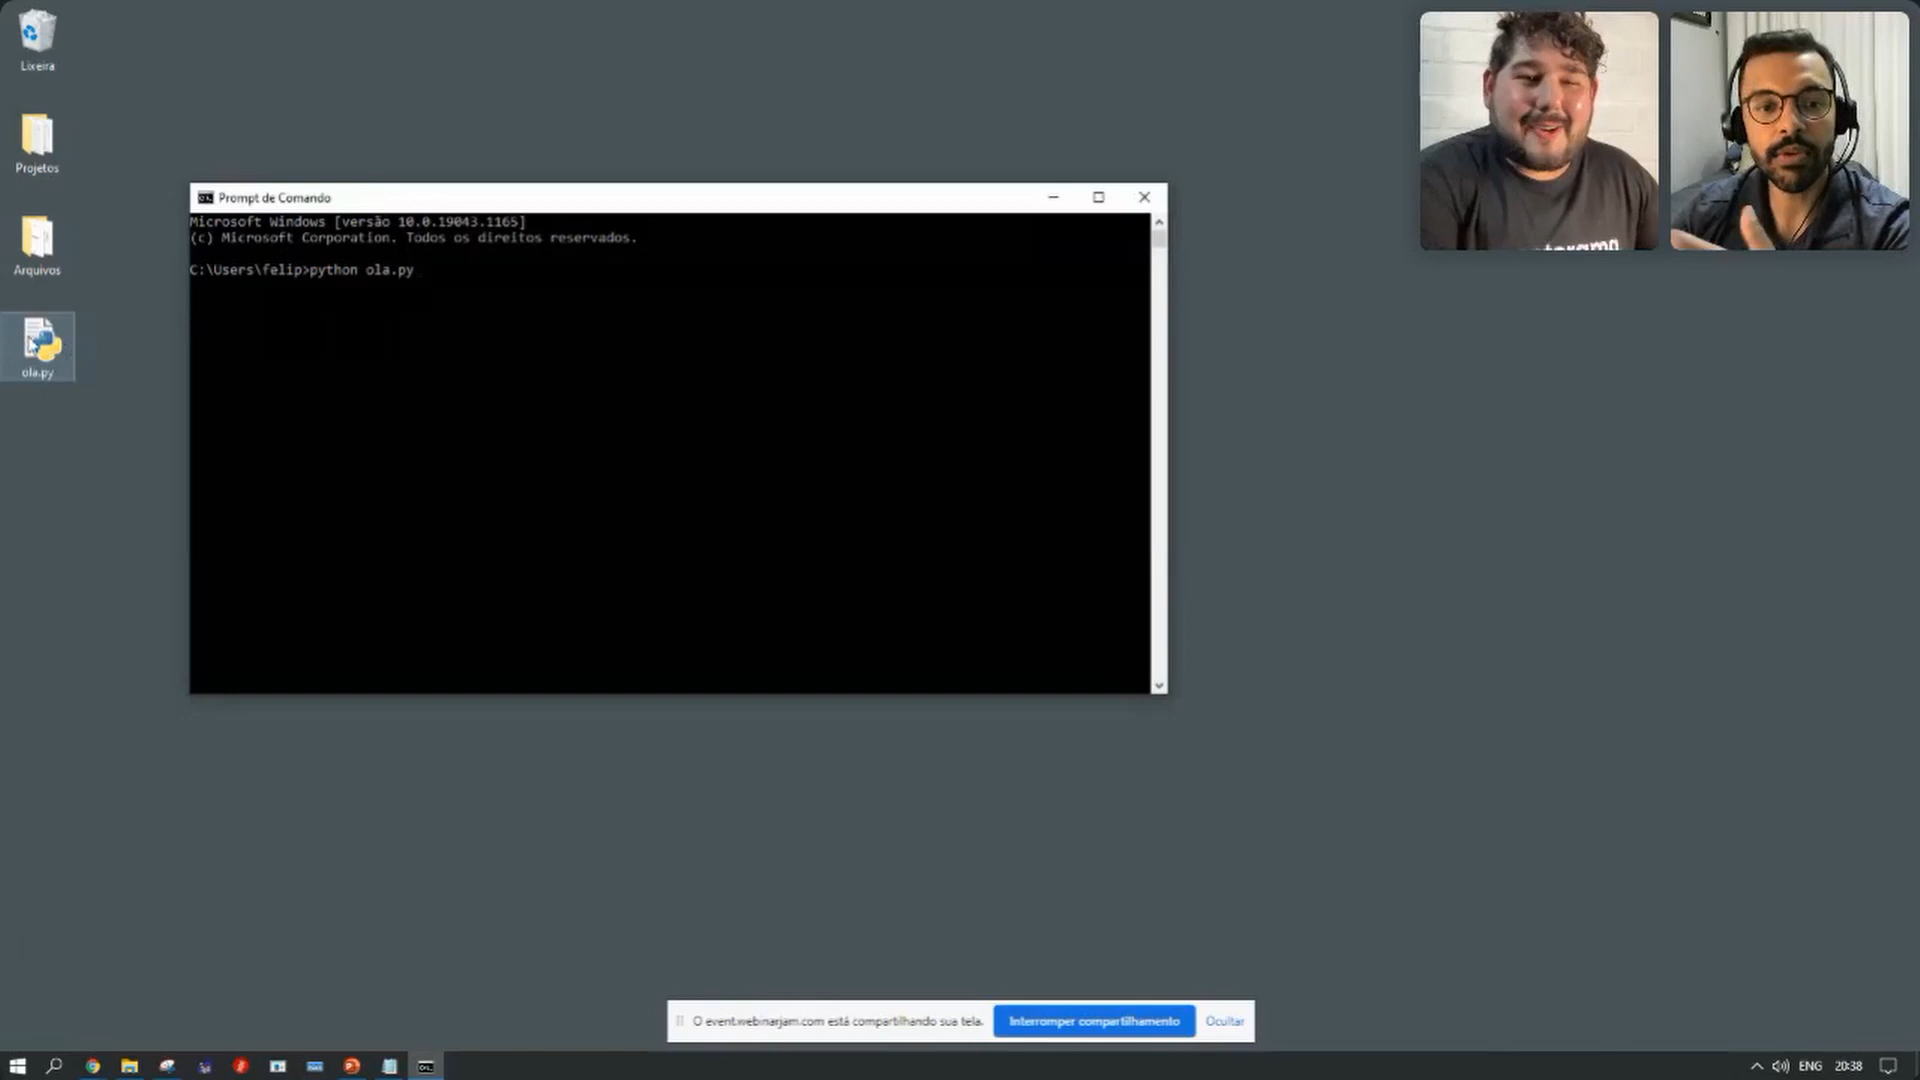 Lixeira
Projetos
Arquivos
ola.py
Prompt de Comando
Microsoft Windows [versão 10.0.19043.1165]
(c) Microsoft Corporation. Todos os direitos reservados.
C:\Users\felip>python ola.py
O event.webinarjam.com está compartilhando sua tela.
Interromper compartilhamento
Ocultar
ENG
20:38